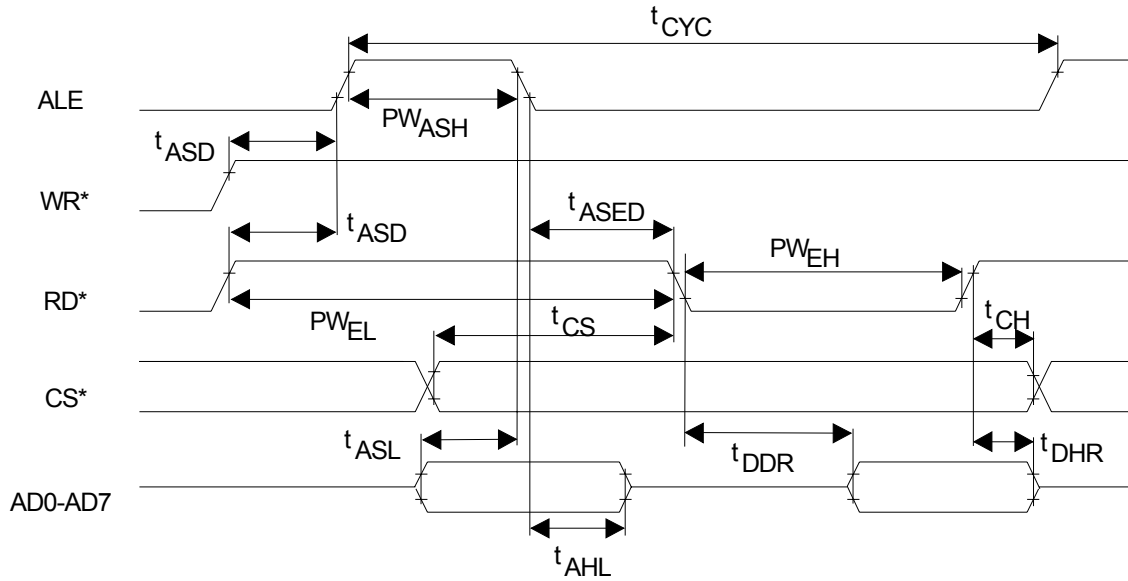 tCYC
ALE
PWASH
tASD
WR*
tASED
tASD
PWEH
RD*
PWEL
tCS
tCH
CS*
tASL
tDDR
tDHR
AD0-AD7
tAHL